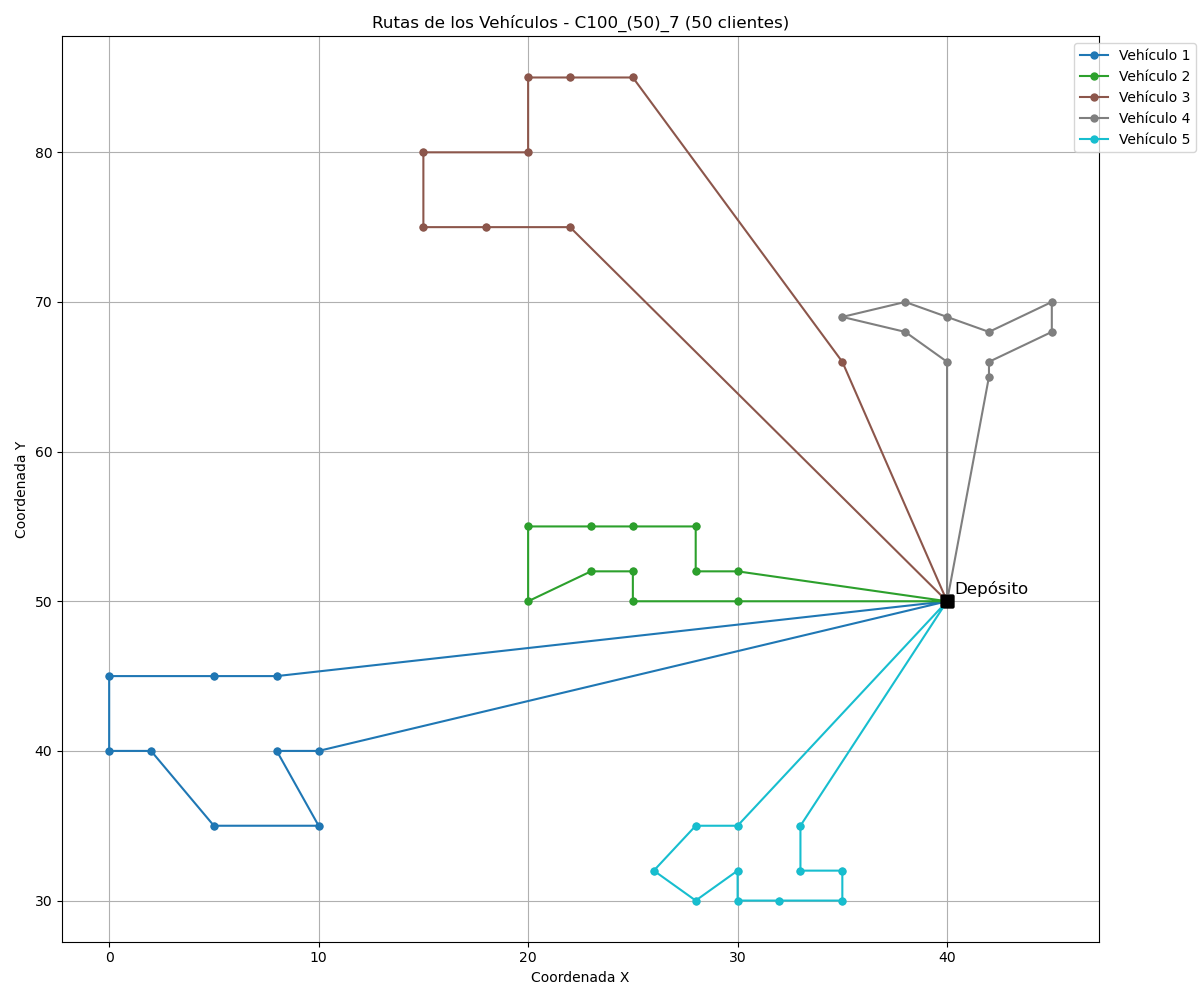 Rutas de los Vehículos - C100_(50)_7 (50 clientes)
Vehículo 1
Vehículo 2
Vehículo 3
Vehículo 4
Vehículo 5
80
70
60
50
40
30
Coordenada Y
Depósito
0
10
20
30
40
Coordenada X